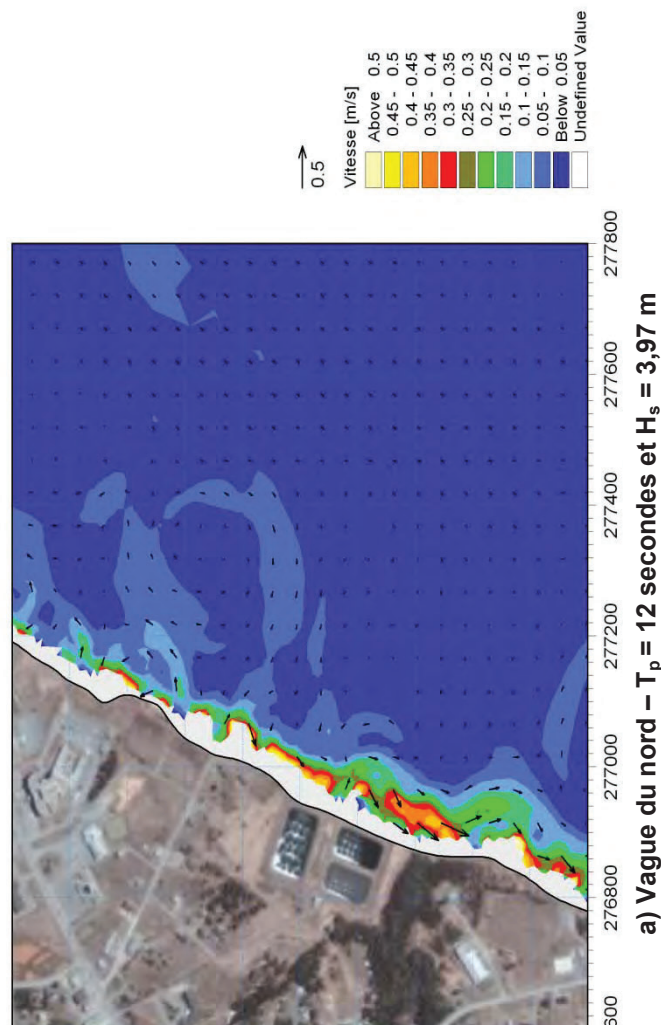 0.5
Vitesse [m/s]
Above 0.5
0.45 - 0.5
0.4 - 0.45
0.35 - 0.4
0.3 - 0.35
0.25 - 0.3
0.2 - 0.25
0.15 - 0.2
0.1 - 0.15
0.05 - 0.1
Below 0.05
Undefined Value
600 276800 277000 277200 277400 277600 277800
a) Vague du nord – Tp = 12 secondes et Hs = 3,97 m